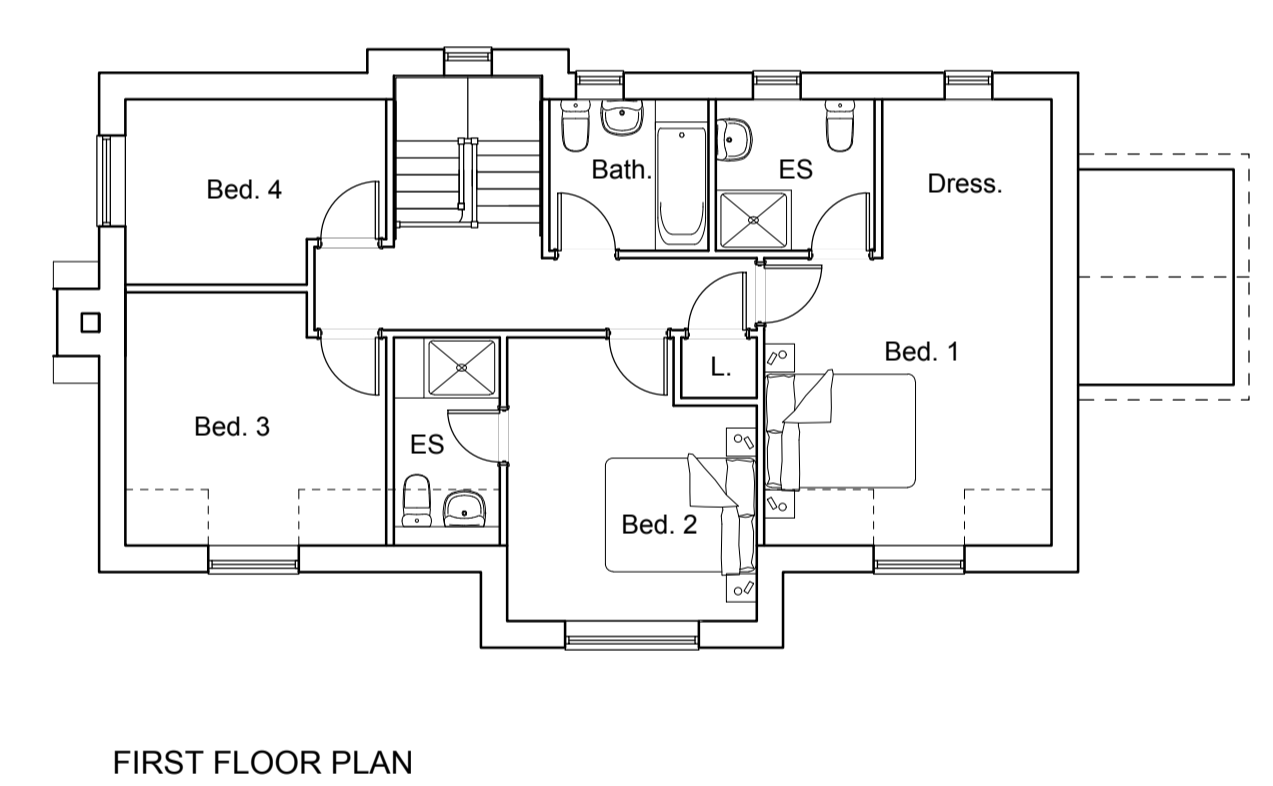 Bath.
ES
Dress.
Bed. 4
Bed. 1
L.
Bed. 3
ES
Bed. 2
FIRST FLOOR PLAN